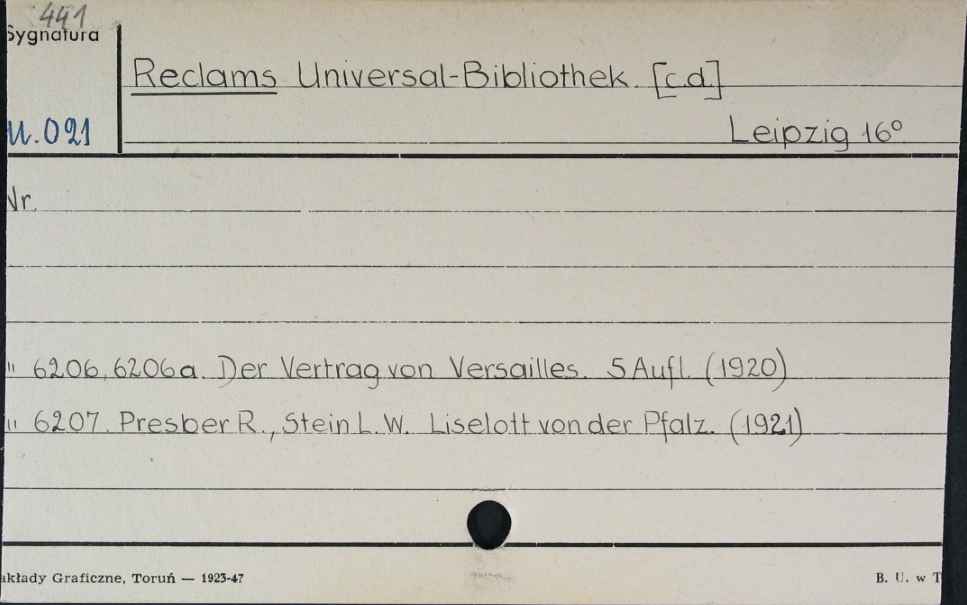 441
Sygnatura
Reclams Universal-Bibliothek. [c.d.]
U.021
Leipzig 16°
Nr.
" 6206, 6206a. Der Vertrag von Versailles. 5 Aufl. (1920)
" 6207. Presber R., Stein L. W. Liselott von der Pfalz. (1921)
akłady Graficzne, Toruń — 1923-47
B. U. w T